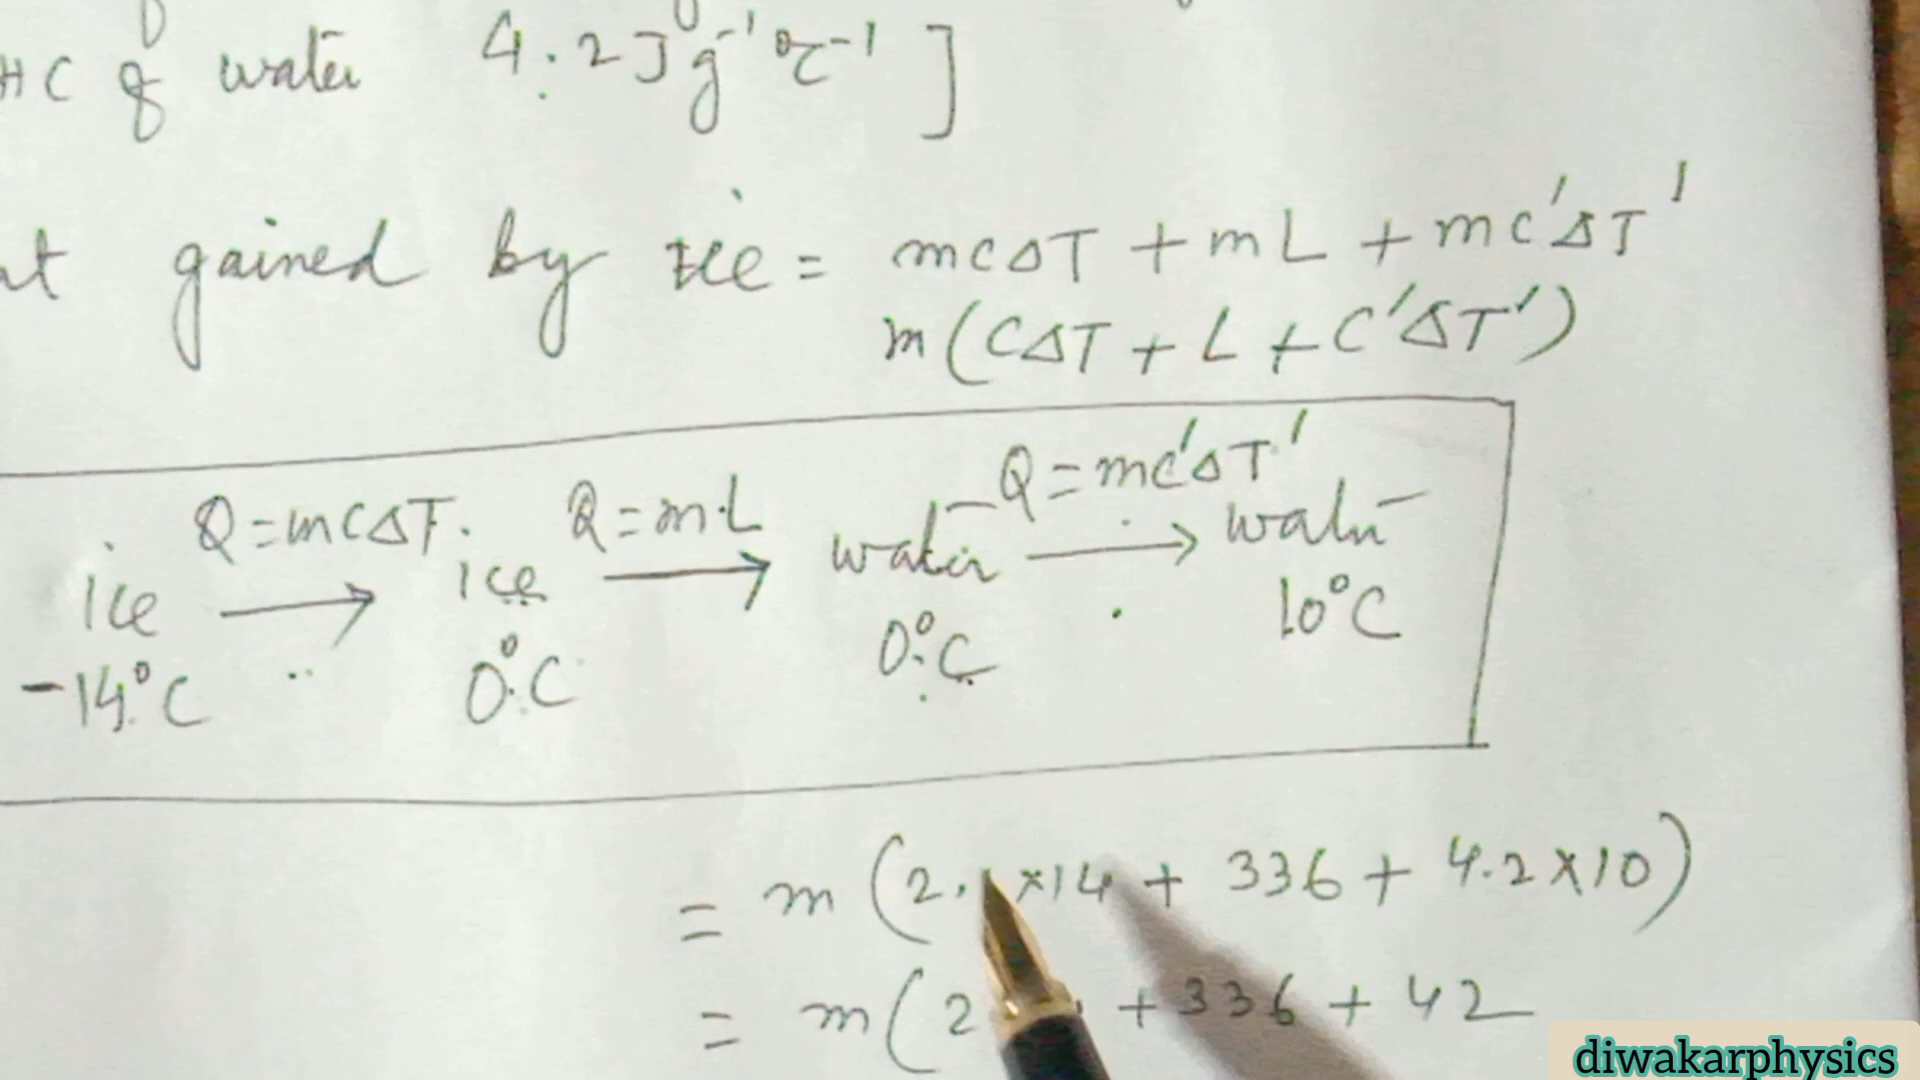 HC of water 4.2 J g⁻¹ °C⁻¹ ]
gained by ice = mcΔT + mL + mc'ΔT'
m(CΔT + L + C'ΔT')
Q = mcΔT. Q = m·L Q = mc'ΔT'
ice → ice → water → water
-14°C 0°C 0°C 10°C
= m (2. ×14 + 336 + 4.2×10)
= m (2 + 336 + 42
diwakarphysics